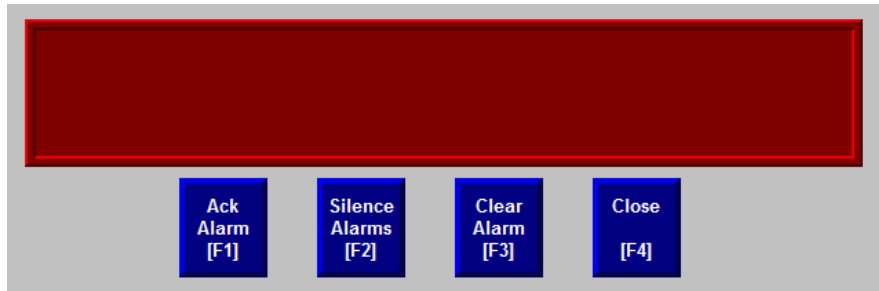 Ack
Alarm
[F1]
Silence
Alarms
[F2]
Clear
Alarm
[F3]
Close
[F4]